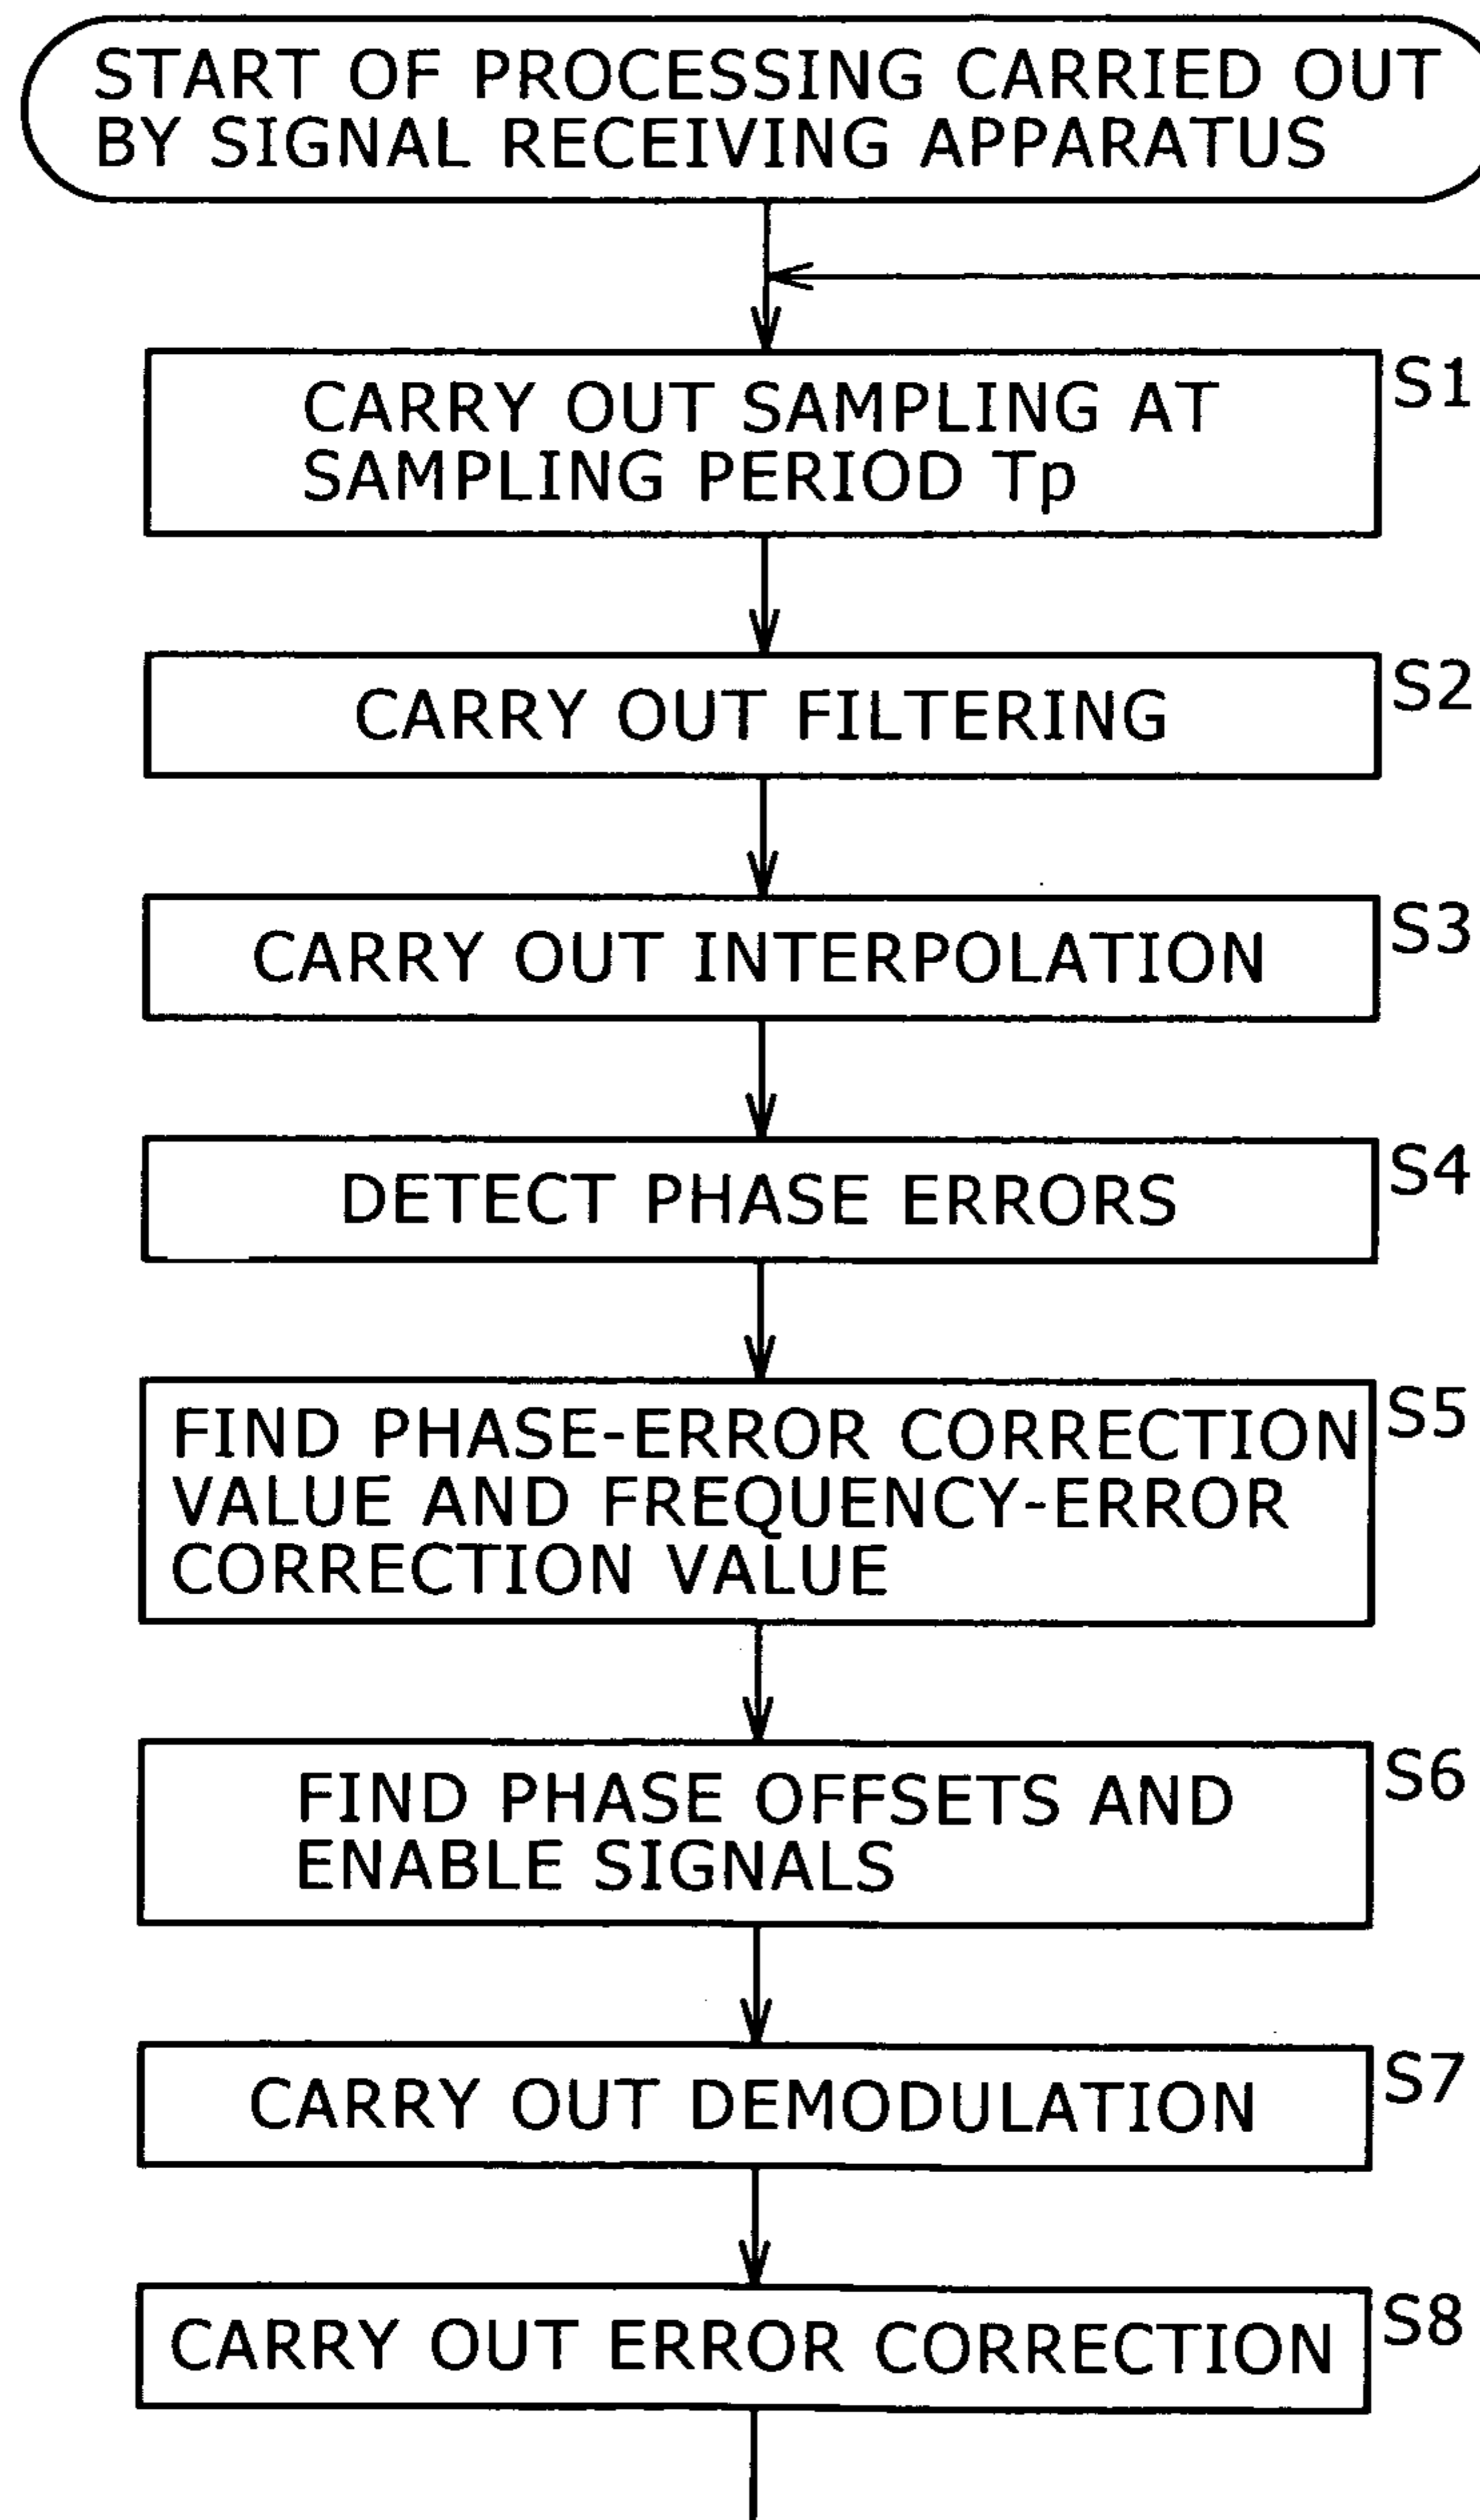 START OF PROCESSING CARRIED OUT
BY SIGNAL RECEIVING APPARATUS
CARRY OUT SAMPLING AT
SAMPLING PERIOD Tp
S1
CARRY OUT FILTERING
S2
CARRY OUT INTERPOLATION
S3
DETECT PHASE ERRORS
S4
FIND PHASE-ERROR CORRECTION
VALUE AND FREQUENCY-ERROR
CORRECTION VALUE
S5
FIND PHASE OFFSETS AND
ENABLE SIGNALS
S6
CARRY OUT DEMODULATION
S7
CARRY OUT ERROR CORRECTION
S8